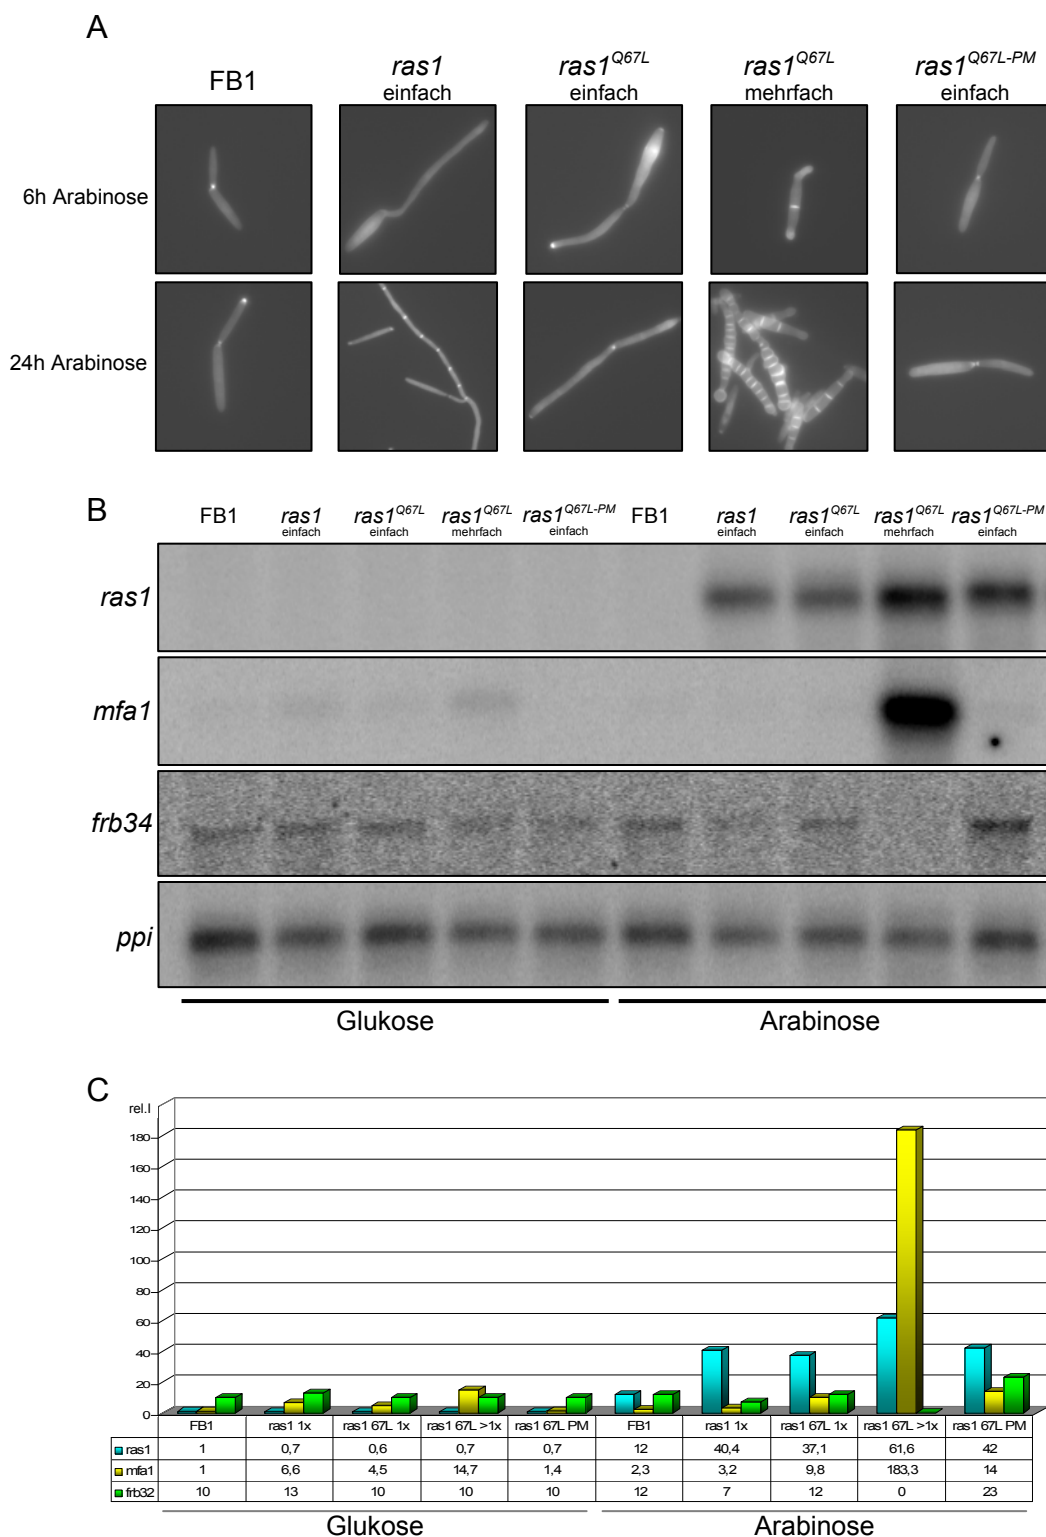 A
FB1 ras1 einfach ras1Q67L einfach ras1Q67L mehrfach ras1Q67L-PM einfach
6h Arabinose
24h Arabinose
B
FB1 ras1 einfach ras1Q67L einfach ras1Q67L mehrfach ras1Q67L-PM einfach FB1 ras1 einfach ras1Q67L einfach ras1Q67L mehrfach ras1Q67L-PM einfach
ras1
mfa1
frb34
ppi
Glukose Arabinose
C
rel.I
180
160
140
120
100
80
60
40
20
0
FB1 ras1 1x ras1 67L 1x ras1 67L >1x ras1 67L PM FB1 ras1 1x ras1 67L 1x ras1 67L >1x ras1 67L PM
ras1 1 0,7 0,6 0,7 0,7 12 40,4 37,1 61,6 42
mfa1 1 6,6 4,5 14,7 1,4 2,3 3,2 9,8 183,3 14
frb32 10 13 10 10 10 12 7 12 0 23
Glukose Arabinose